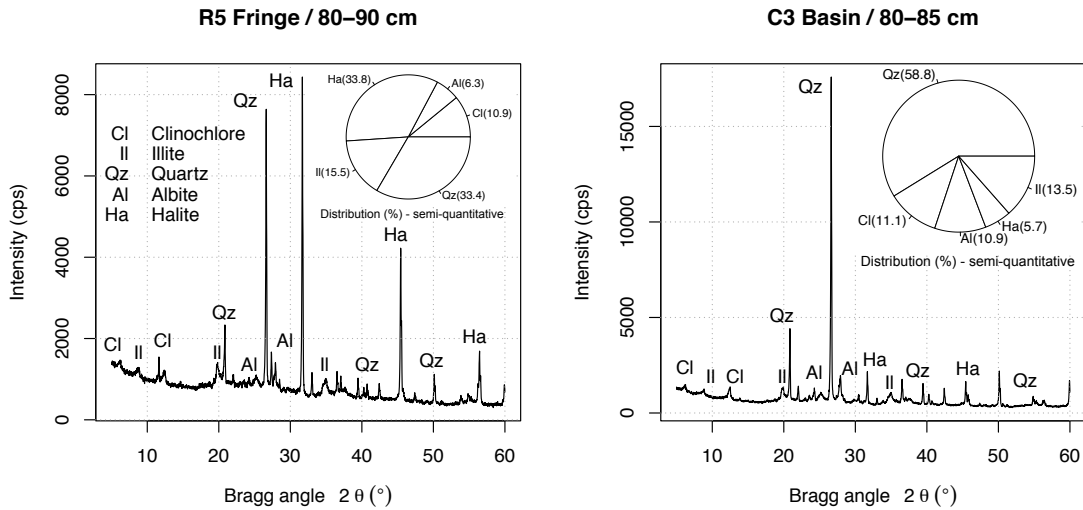 R5 Fringe / 80–90 cm
Intensity (cps)
0 2000 4000 6000 8000
Cl Clinochlore
Il Illite
Qz Quartz
Al Albite
Ha Halite
Cl
Il
Cl
Il
Qz
Al
Qz
Al
Ha
Il
Qz
Ha
Qz
Ha
Ha(33.8)
Al(6.3)
Cl(10.9)
Il(15.5)
Qz(33.4)
Distribution (%) - semi-quantitative
10 20 30 40 50 60
Bragg angle 2 θ (°)
C3 Basin / 80–85 cm
Intensity (cps)
0 5000 10000 15000
Cl
Il
Cl
Il
Qz
Al
Qz
Al
Ha
Il
Qz
Ha
Qz
Qz(58.8)
Cl(11.1)
Al(10.9)
Ha(5.7)
Il(13.5)
Distribution (%) - semi-quantitative
10 20 30 40 50 60
Bragg angle 2 θ (°)